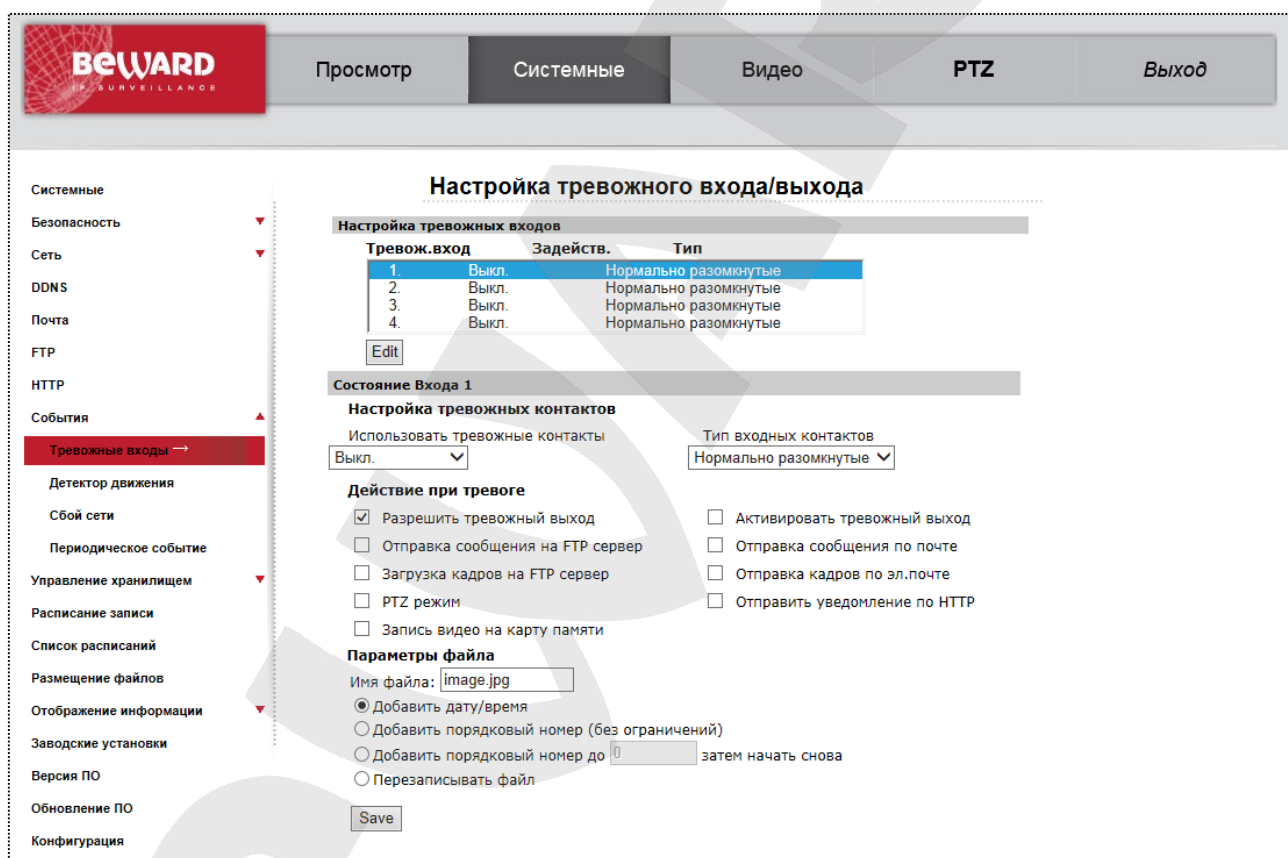 BEWARD
IP SURVEILLANCE
Просмотр
Системные
Видео
PTZ
Выход
Системные
Безопасность
Сеть
DDNS
Почта
FTP
HTTP
События
Тревожные входы →
Детектор движения
Сбой сети
Периодическое событие
Управление хранилищем
Расписание записи
Список расписаний
Размещение файлов
Отображение информации
Заводские установки
Версия ПО
Обновление ПО
Конфигурация
Настройка тревожного входа/выхода
Настройка тревожных входов
Тревож.вход Задейств. Тип
1. Выкл. Нормально разомкнутые
2. Выкл. Нормально разомкнутые
3. Выкл. Нормально разомкнутые
4. Выкл. Нормально разомкнутые
Edit
Состояние Входа 1
Настройка тревожных контактов
Использовать тревожные контакты Тип входных контактов
Выкл. Нормально разомкнутые
Действие при тревоге
Разрешить тревожный выход Активировать тревожный выход
Отправка сообщения на FTP сервер Отправка сообщения по почте
Загрузка кадров на FTP сервер Отправка кадров по эл.почте
PTZ режим Отправить уведомление по HTTP
Запись видео на карту памяти
Параметры файла
Имя файла: image.jpg
Добавить дату/время
Добавить порядковый номер (без ограничений)
Добавить порядковый номер до 0 затем начать снова
Перезаписывать файл
Save